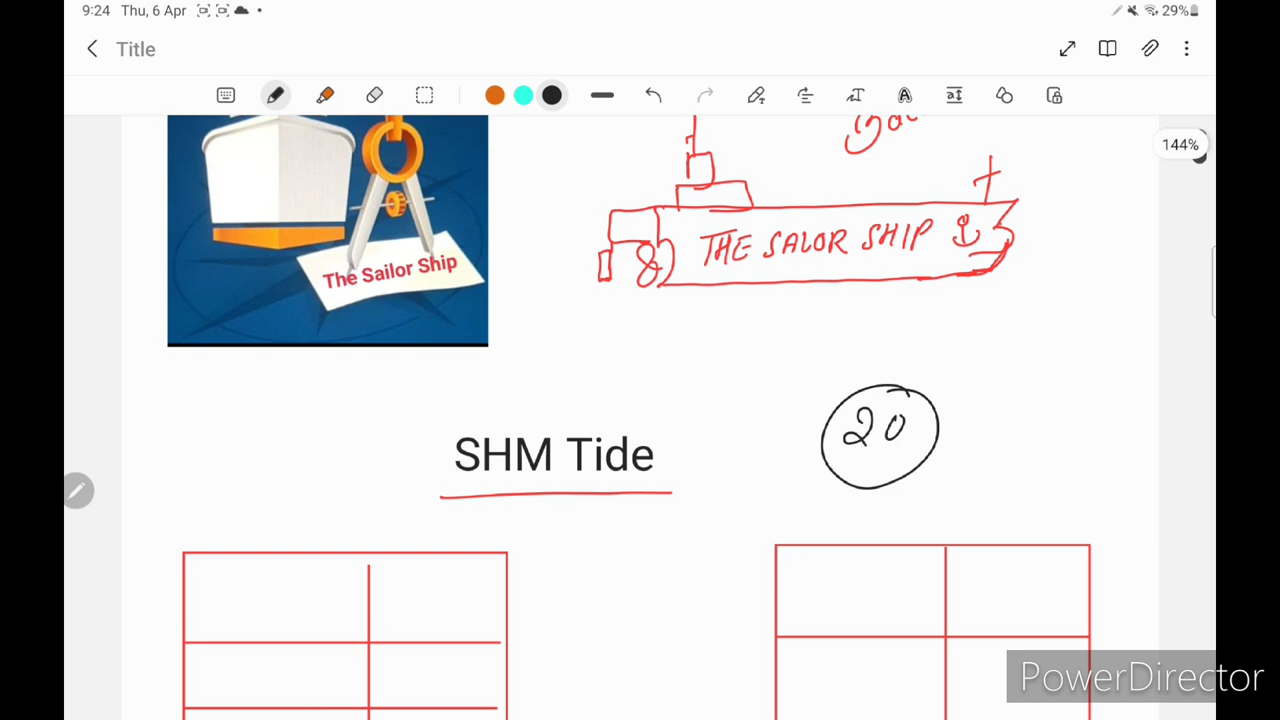 9:24 Thu, 6 Apr 29%
Title
144%
The Sailor Ship
THE SALOR SHIP
SHM Tide
20
PowerDirector